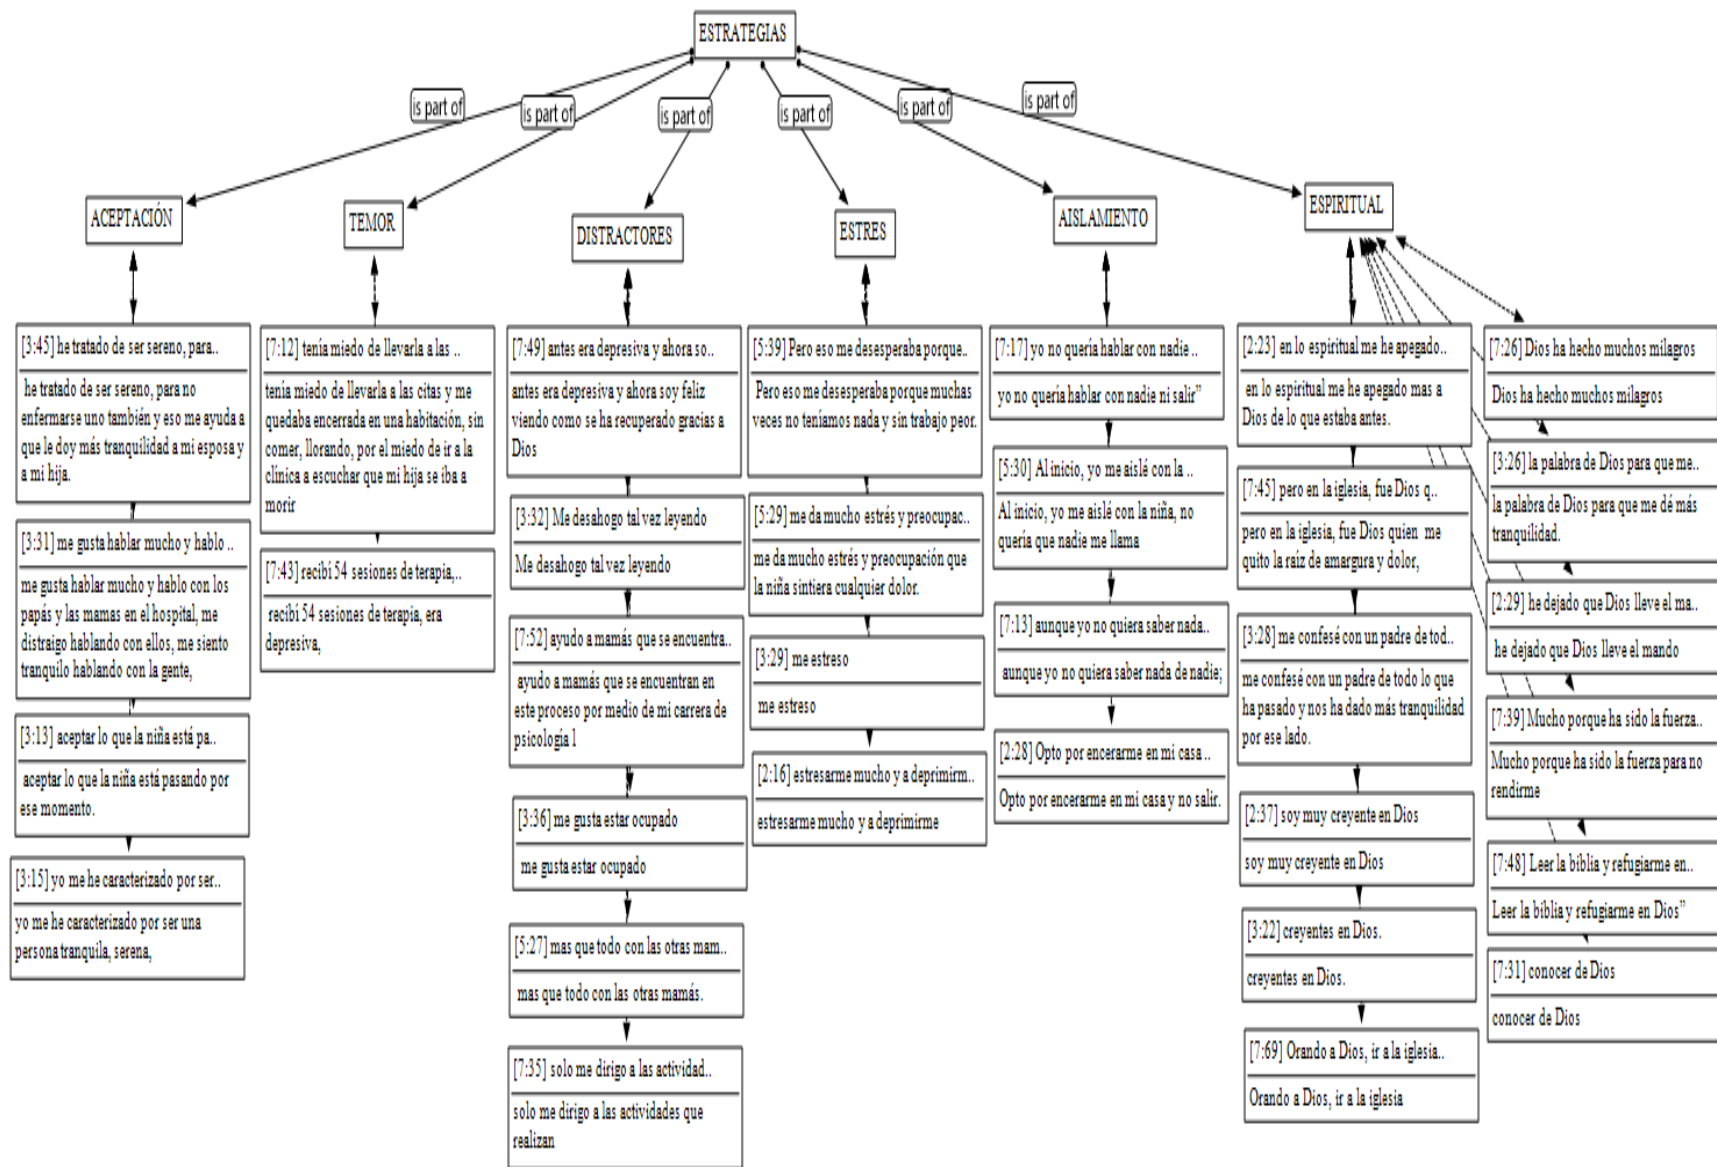 ESTRATEGIAS
is part of
is part of
is part of
is part of
is part of
is part of
ACEPTACIÓN
TEMOR
DISTRACTORES
ESTRES
AISLAMIENTO
ESPIRITUAL
[3:45] he tratado de ser sereno, para..
he tratado de ser sereno, para no
enfermarse uno también y eso me ayuda a
que le doy más tranquilidad a mi esposa y
a mi hija.
[3:31] me gusta hablar mucho y hablo ..
me gusta hablar mucho y hablo con los
papás y las mamas en el hospital, me
distraigo hablando con ellos, me siento
tranquilo hablando con la gente,
[3:13] aceptar lo que la niña está pa..
aceptar lo que la niña está pasando por
ese momento.
[3:15] yo me he caracterizado por ser..
yo me he caracterizado por ser una
persona tranquila, serena,
[7:12] tenía miedo de llevarla a las ..
tenía miedo de llevarla a las citas y me
quedaba encerrada en una habitación, sin
comer, llorando, por el miedo de ir a la
clínica a escuchar que mi hija se iba a
morir
[7:43] recibí 54 sesiones de terapia,..
recibí 54 sesiones de terapia, era
depresiva,
[7:49] antes era depresiva y ahora so..
antes era depresiva y ahora soy feliz
viendo como se ha recuperado gracias a
Dios
[3:32] Me desahogo tal vez leyendo
Me desahogo tal vez leyendo
[7:52] ayudo a mamás que se encuentra..
ayudo a mamás que se encuentran en
este proceso por medio de mi carrera de
psicología l
[3:36] me gusta estar ocupado
me gusta estar ocupado
[5:27] mas que todo con las otras mam..
mas que todo con las otras mamás.
[7:35] solo me dirigo a las actividad..
solo me dirigo a las actividades que
realizan
[5:39] Pero eso me desesperaba porque..
Pero eso me desesperaba porque muchas
veces no teníamos nada y sin trabajo peor.
[5:29] me da mucho estrés y preocupac..
me da mucho estrés y preocupación que
la niña sintiera cualquier dolor.
[3:29] me estreso
me estreso
[2:16] estresarme mucho y a deprimirm..
estresarme mucho y a deprimirme
[7:17] yo no quería hablar con nadie ..
yo no quería hablar con nadie ni salir”
[5:30] Al inicio, yo me aislé con la ..
Al inicio, yo me aislé con la niña, no
quería que nadie me llama
[7:13] aunque yo no quiera saber nada..
aunque yo no quiera saber nada de nadie;
[2:28] Opto por encerarme en mi casa ..
Opto por encerarme en mi casa y no salir.
[2:23] en lo espiritual me he apegado..
en lo espiritual me he apegado mas a
Dios de lo que estaba antes.
[7:45] pero en la iglesia, fue Dios q..
pero en la iglesia, fue Dios quien me
quito la raíz de amargura y dolor,
[3:28] me confesé con un padre de tod..
me confesé con un padre de todo lo que
ha pasado y nos ha dado más tranquilidad
por ese lado.
[2:37] soy muy creyente en Dios
soy muy creyente en Dios
[3:22] creyentes en Dios.
creyentes en Dios.
[7:69] Orando a Dios, ir a la iglesia..
Orando a Dios, ir a la iglesia
[7:26] Dios ha hecho muchos milagros
Dios ha hecho muchos milagros
[3:26] la palabra de Dios para que me..
la palabra de Dios para que me dé más
tranquilidad.
[2:29] he dejado que Dios lleve el ma..
he dejado que Dios lleve el mando
[7:39] Mucho porque ha sido la fuerza..
Mucho porque ha sido la fuerza para no
rendirme
[7:48] Leer la biblia y refugiarme en..
Leer la biblia y refugiarme en Dios”
[7:31] conocer de Dios
conocer de Dios